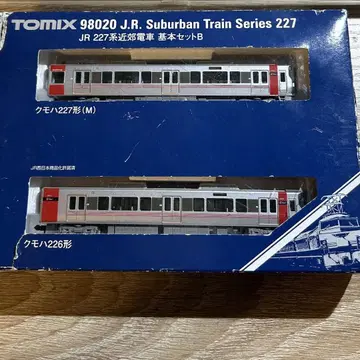 TOMIX 98020 J.R. Suburban Train Series 227
JR 227系近郊電車 基本セットB
クモハ227形(M)
JR西日本商品化許諾済
クモハ226形